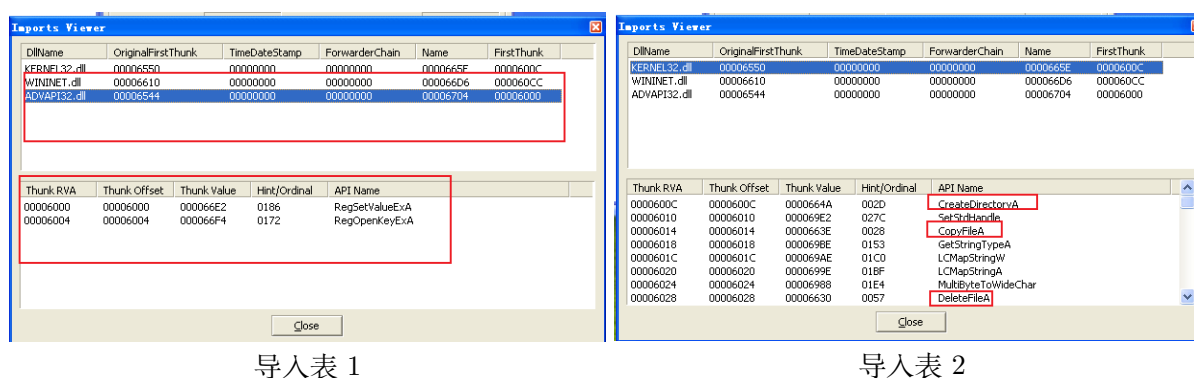 Imports Viewer
DllName OriginalFirstThunk TimeDateStamp ForwarderChain Name FirstThunk
KERNEL32.dll 00006550 00000000 00000000 0000665E 0000600C
WININET.dll 00006610 00000000 00000000 000066D6 000060CC
ADVAPI32.dll 00006544 00000000 00000000 00006704 00006000
Thunk RVA Thunk Offset Thunk Value Hint/Ordinal API Name
00006000 00006000 000066E2 0186 RegSetValueExA
00006004 00006004 000066F4 0172 RegOpenKeyExA
Close
导入表 1
Imports Viewer
DllName OriginalFirstThunk TimeDateStamp ForwarderChain Name FirstThunk
KERNEL32.dll 00006550 00000000 00000000 0000665E 0000600C
WININET.dll 00006610 00000000 00000000 000066D6 000060CC
ADVAPI32.dll 00006544 00000000 00000000 00006704 00006000
Thunk RVA Thunk Offset Thunk Value Hint/Ordinal API Name
0000600C 0000600C 0000664A 002D CreateDirectoryA
00006010 00006010 000069E2 027C SetStdHandle
00006014 00006014 0000663E 0028 CopyFileA
00006018 00006018 000069BE 0153 GetStringTypeA
0000601C 0000601C 000069AE 01C0 LCMapStringW
00006020 00006020 0000699E 01BF LCMapStringA
00006024 00006024 00006988 01E4 MultiByteToWideChar
00006028 00006028 00006630 0057 DeleteFileA
Close
导入表 2